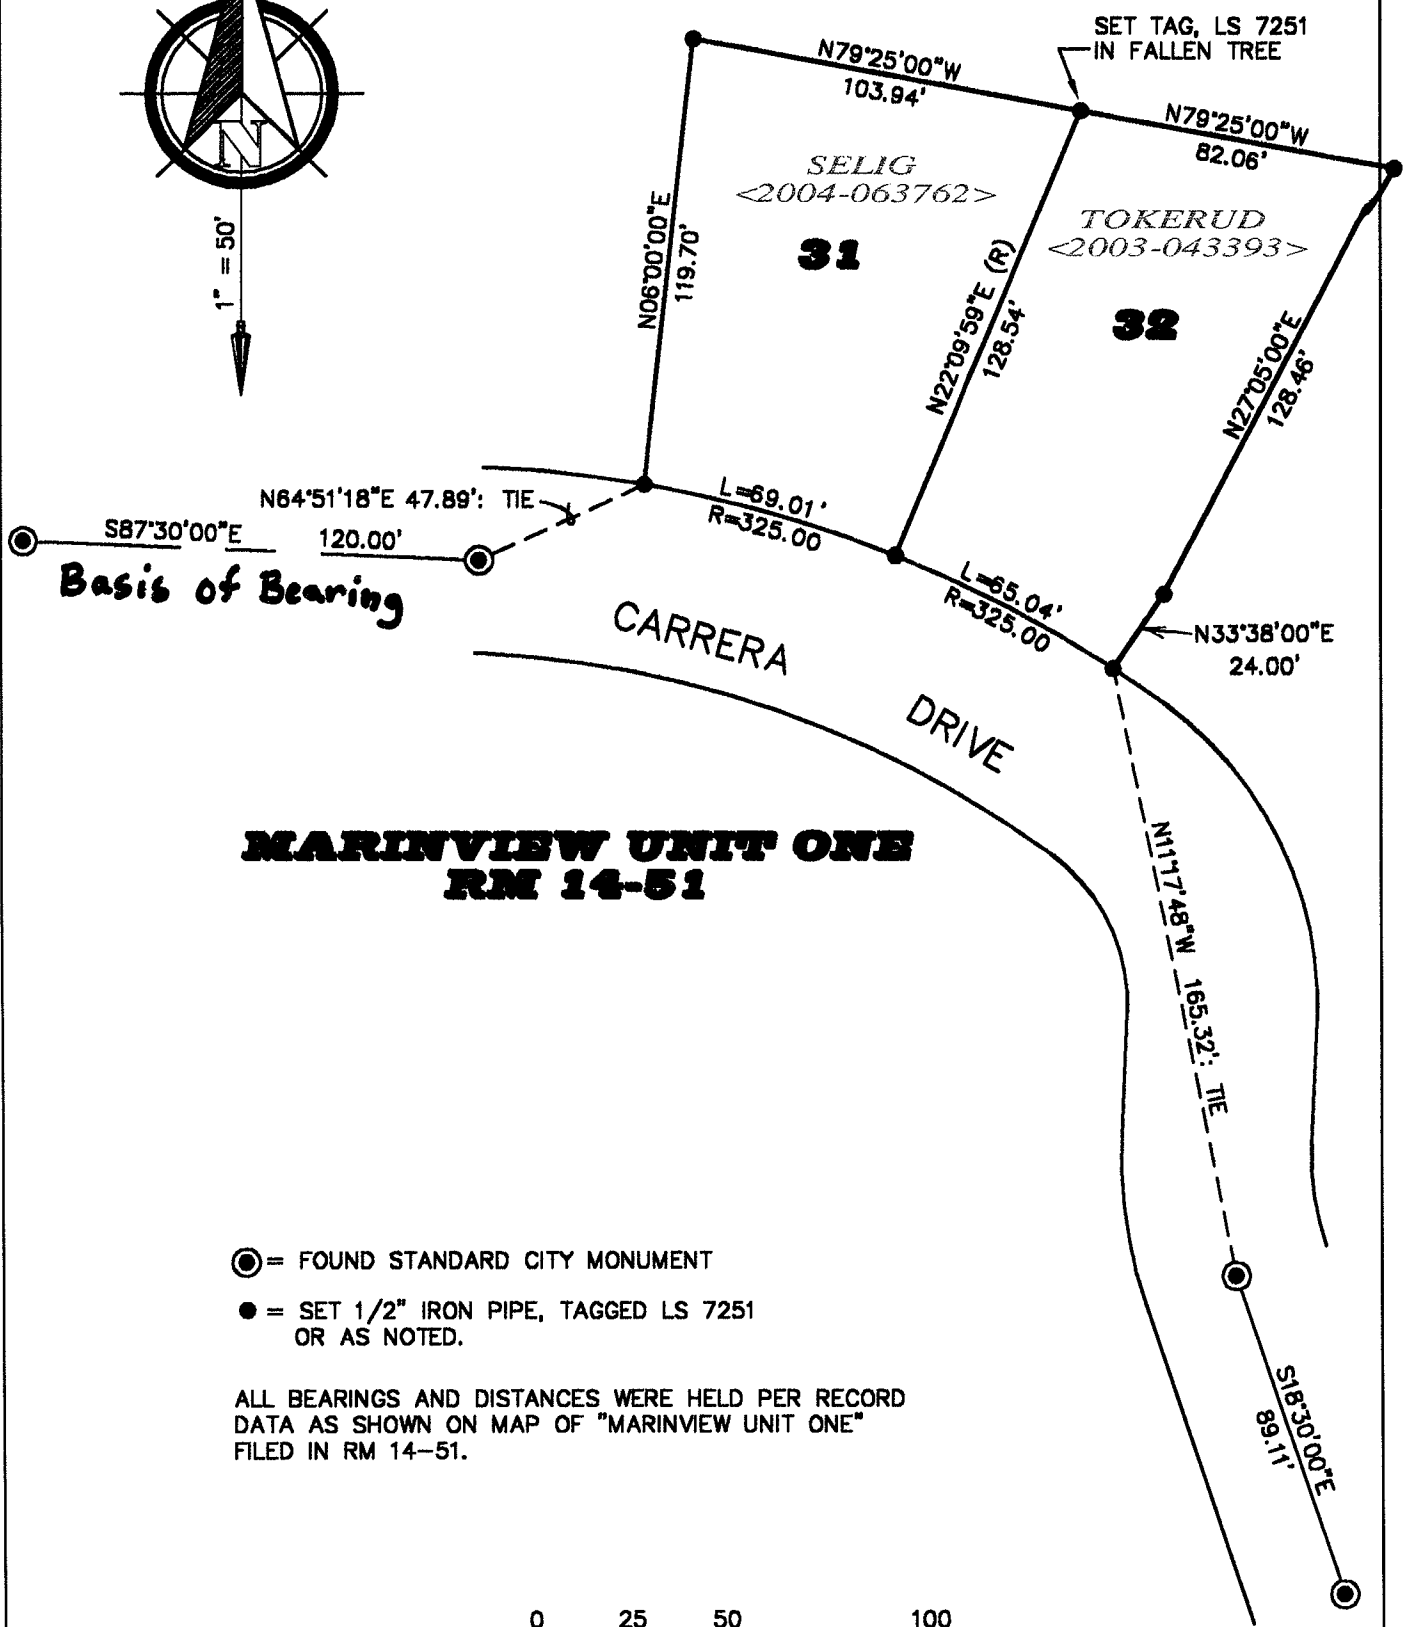 SET TAG, LS 7251
IN FALLEN TREE
N79°25'00"W
103.94'
N79°25'00"W
82.06'
N
1" = 50'
SELIG
<2004-063762>
31
TOKERUD
<2003-043393>
32
N06°00'00"E
119.70'
N22°09'59"E (R)
128.54'
N27°05'00"E
128.46'
N64°51'18"E 47.89': TIE
S87°30'00"E
120.00'
Basis of Bearing
L=69.01'
R=325.00
L=65.04'
R=325.00
N33°38'00"E
24.00'
CARRERA
DRIVE
MARINVIEW UNIT ONE
RM 14-51
N11°17'48"W 165.32': TIE
= FOUND STANDARD CITY MONUMENT
= SET 1/2" IRON PIPE, TAGGED LS 7251
OR AS NOTED.
ALL BEARINGS AND DISTANCES WERE HELD PER RECORD
DATA AS SHOWN ON MAP OF "MARINVIEW UNIT ONE"
FILED IN RM 14-51.
S18°30'00"E
89.11'
0 25 50 100